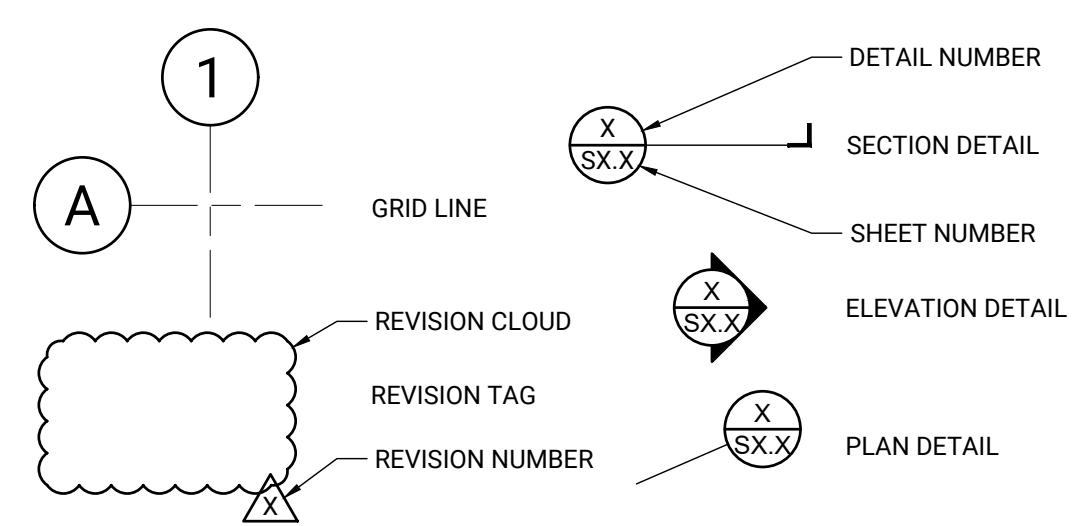 1
A
GRID LINE
REVISION CLOUD
REVISION TAG
REVISION NUMBER
X
DETAIL NUMBER
X
SX.X
SECTION DETAIL
SHEET NUMBER
X
SX.X
ELEVATION DETAIL
X
SX.X
PLAN DETAIL